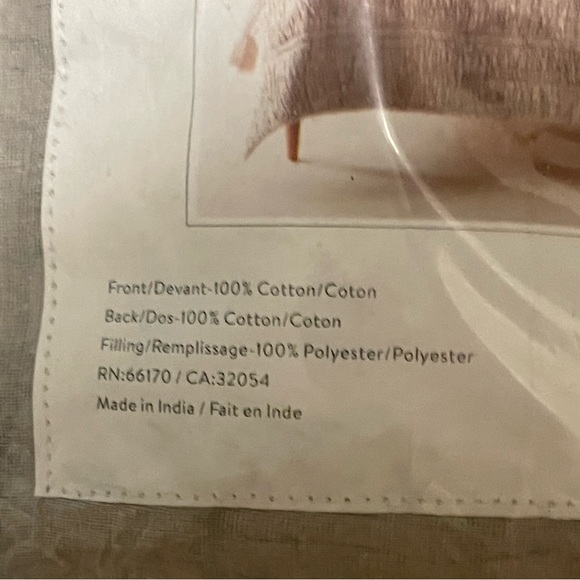 Front/Devant-100% Cotton/Coton
Back/Dos-100% Cotton/Coton
Filling/Remplissage-100% Polyester/Polyester
RN:66170 / CA:32054
Made in India / Fait en Inde